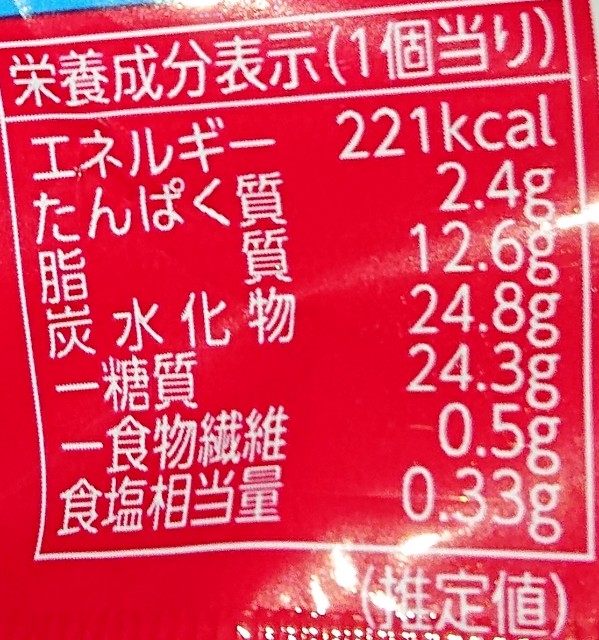 栄養成分表示(1個当り)
エネルギー 221kcal
たんぱく質 2.4g
脂質 12.6g
炭水化物 24.8g
－糖質 24.3g
－食物繊維 0.5g
食塩相当量 0.33g
(推定値)